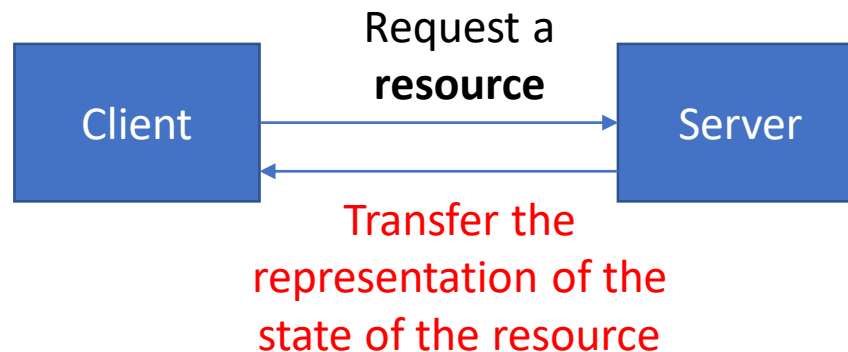 Request a
resource
Client
Server
Transfer the
representation of the
state of the resource